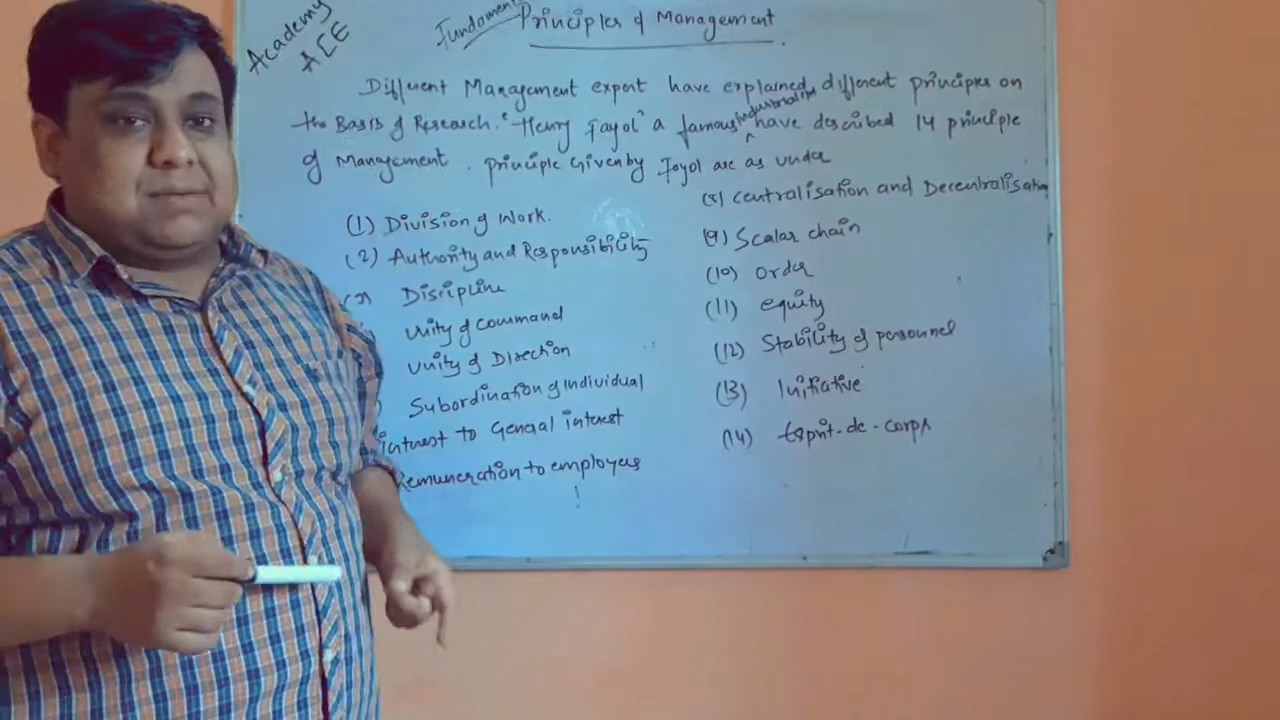 Academy
ACE
Fundament
Principles of Management
Different Management expert have explained different principles on
the Basis of Research. "Henry Fayol" a famous industrialist have described 14 principle
of Management. principle Given by Fayol are as under
(1) Division of Work.
(2) Authority and Responsibility
Discipline
Unity of Command
Unity of Direction
Subordination of Individual
interest to General interest
Remuneration to employees
(8) Centralisation and Decentralisation
(9) Scalar chain
(10) Order
(11) equity
(12) Stability of personnel
(13) Initiative
(14) Esprit-de-corps